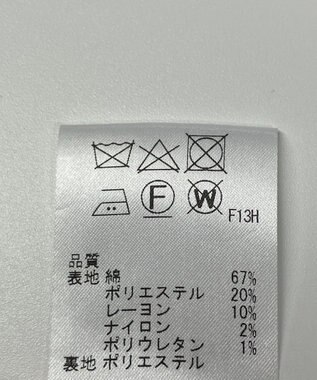 F W F13H
品質
表地 綿 67%
ポリエステル 20%
レーヨン 10%
ナイロン 2%
ポリウレタン 1%
裏地 ポリエステル